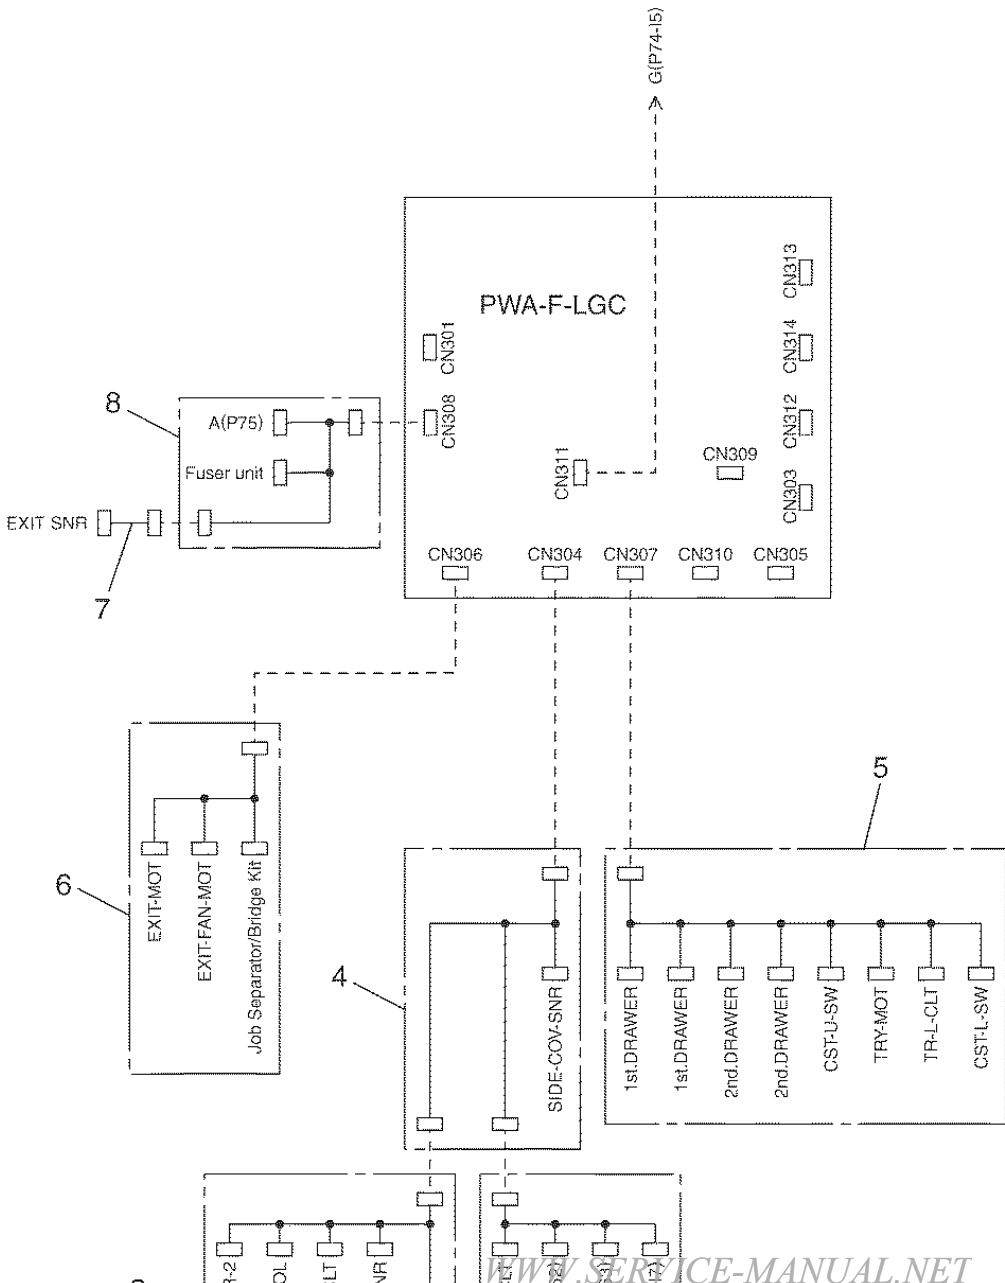 G(P74-I5)
PWA-F-LGC
CN313
CN301
CN314
8
A(P75)
CN308
CN312
CN309
Fuser unit
CN311
CN303
EXIT SNR
7
CN306
CN304
CN307
CN310
CN305
5
6
EXIT-MOT
EXIT-FAN-MOT
Job Separator/Bridge Kit
4
SIDE-COV-SNR
1st.DRAWER
1st.DRAWER
2nd.DRAWER
2nd.DRAWER
CST-U-SW
TRY-MOT
TR-L-CLT
CST-L-SW
WWW.SERVICE-MANUAL.NET